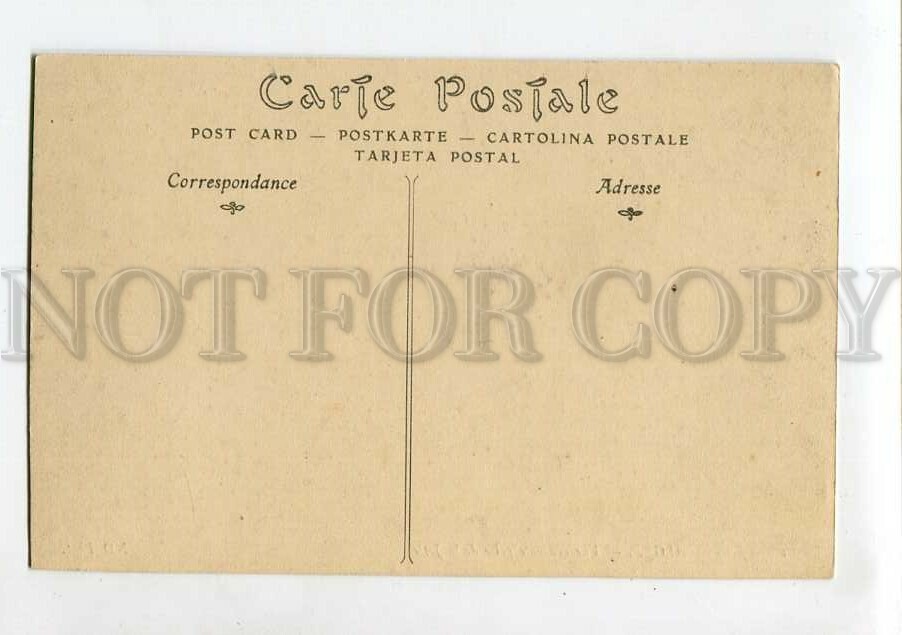 Carte Postale
POST CARD — POSTKARTE — CARTOLINA POSTALE
TARJETA POSTAL
Correspondance
Adresse
NOT FOR COPY